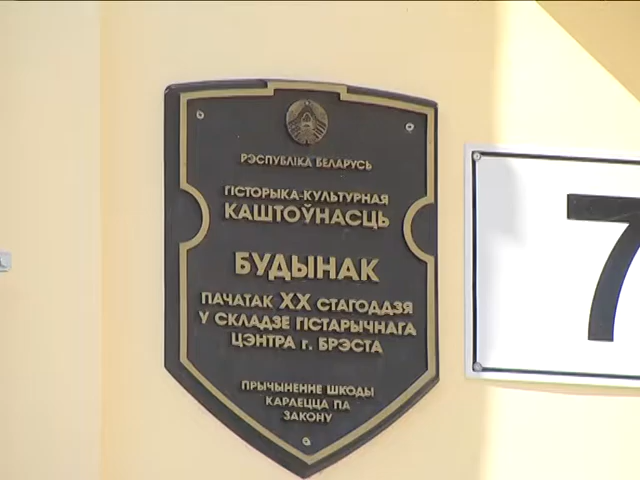 РЭСПУБЛІКА БЕЛАРУСЬ
ГІСТОРЫКА-КУЛЬТУРНАЯ
КАШТОЎНАСЦЬ
БУДЫНАК
ПАЧАТАК XX СТАГОДДЗЯ
У СКЛАДЗЕ ГІСТАРЫЧНАГА
ЦЭНТРА г. БРЭСТА
ПРЫЧЫНЕННЕ ШКОДЫ
КАРАЕЦЦА ПА
ЗАКОНУ
7